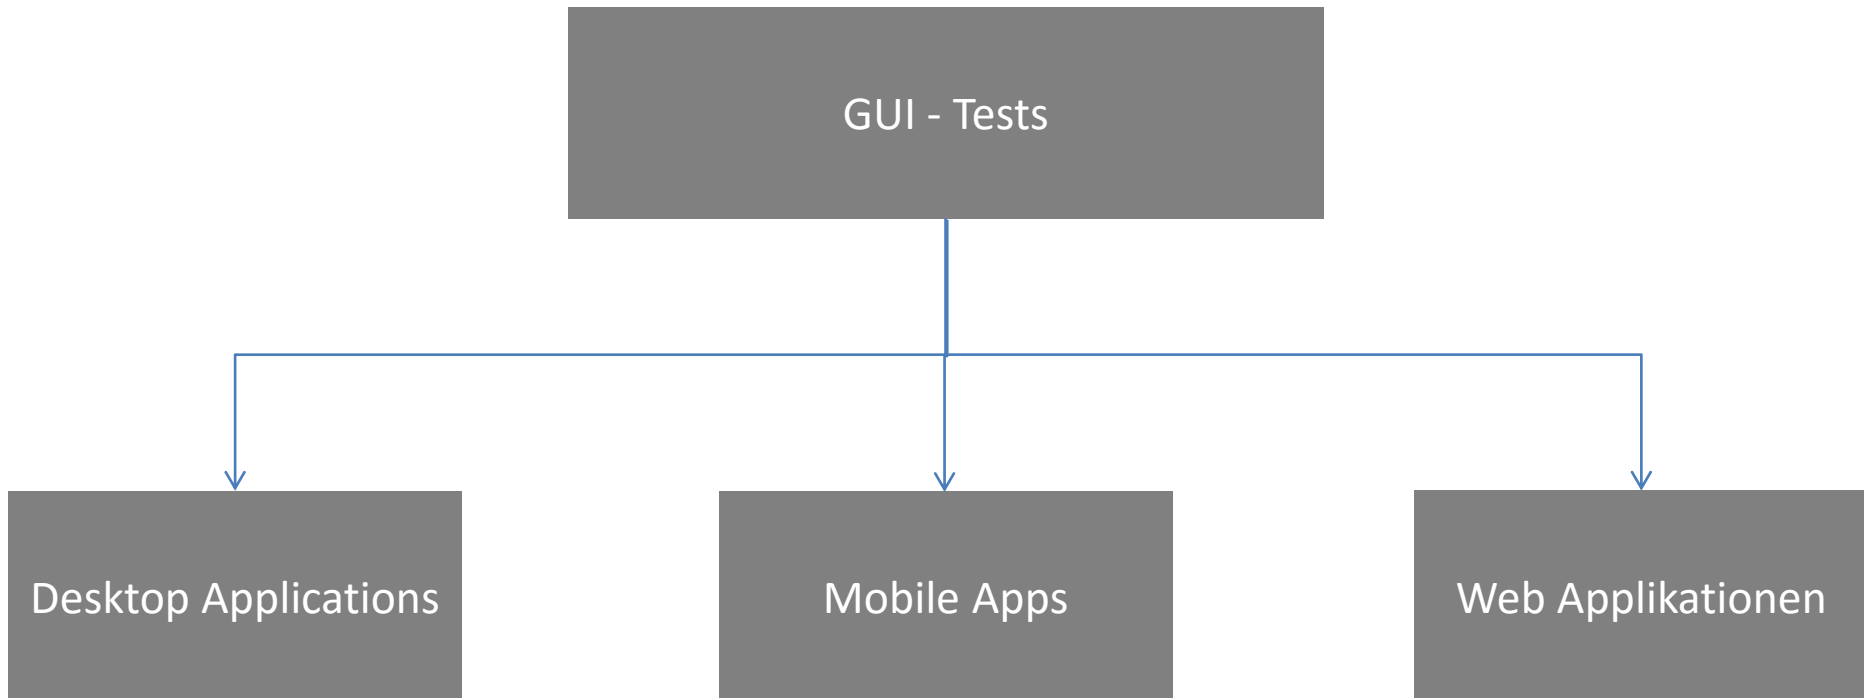 GUI - Tests
Desktop Applications
Mobile Apps
Web Applikationen